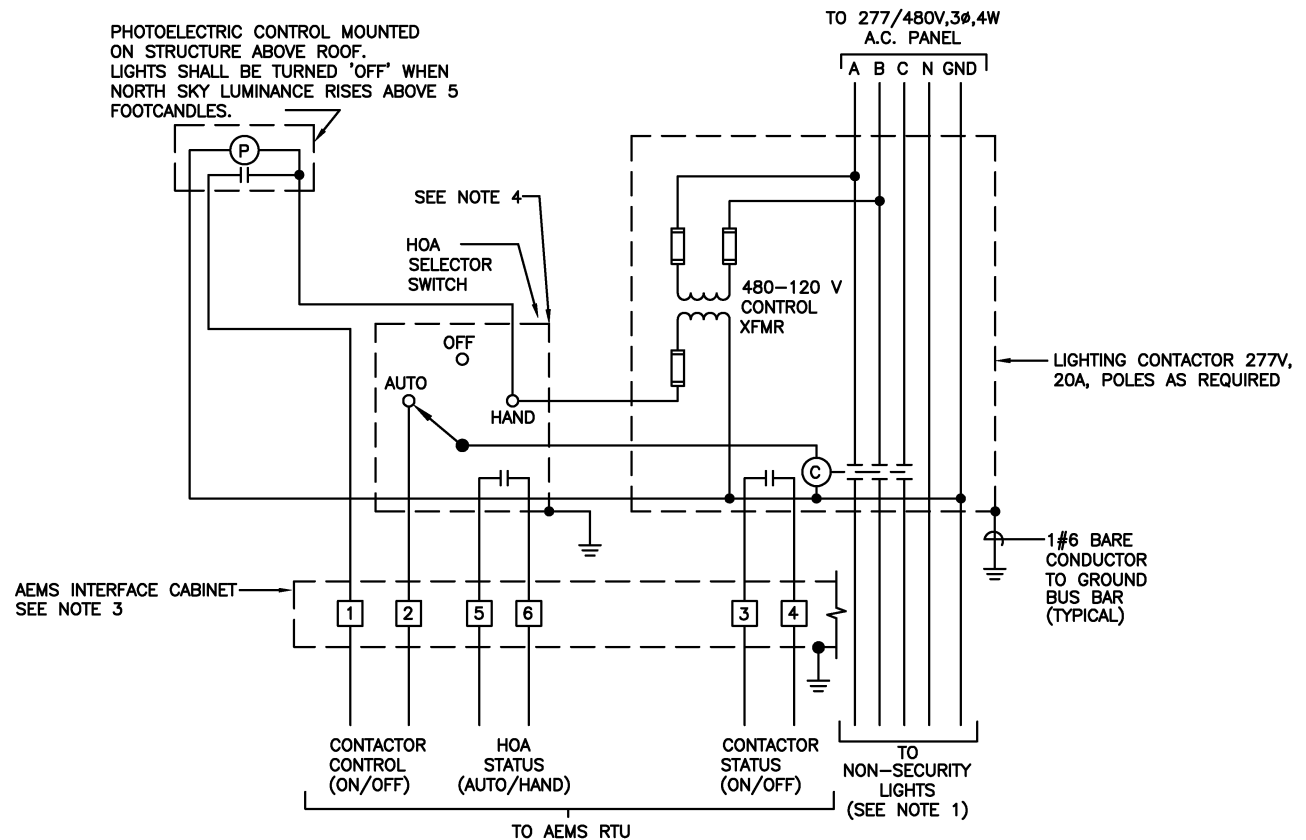 PHOTOELECTRIC CONTROL MOUNTED
ON STRUCTURE ABOVE ROOF.
LIGHTS SHALL BE TURNED 'OFF' WHEN
NORTH SKY LUMINANCE RISES ABOVE 5
FOOTCANDLES.
TO 277/480V,3ø,4W
A.C. PANEL
A B C N GND
P
SEE NOTE 4
HOA
SELECTOR
SWITCH
480-120 V
CONTROL
XFMR
OFF
AUTO
HAND
LIGHTING CONTACTOR 277V,
20A, POLES AS REQUIRED
C
1#6 BARE
CONDUCTOR
TO GROUND
BUS BAR
(TYPICAL)
AEMS INTERFACE CABINET
SEE NOTE 3
1 2 5 6 3 4
CONTACTOR
CONTROL
(ON/OFF)
HOA
STATUS
(AUTO/HAND)
CONTACTOR
STATUS
(ON/OFF)
TO
NON-SECURITY
LIGHTS
(SEE NOTE 1)
TO AEMS RTU